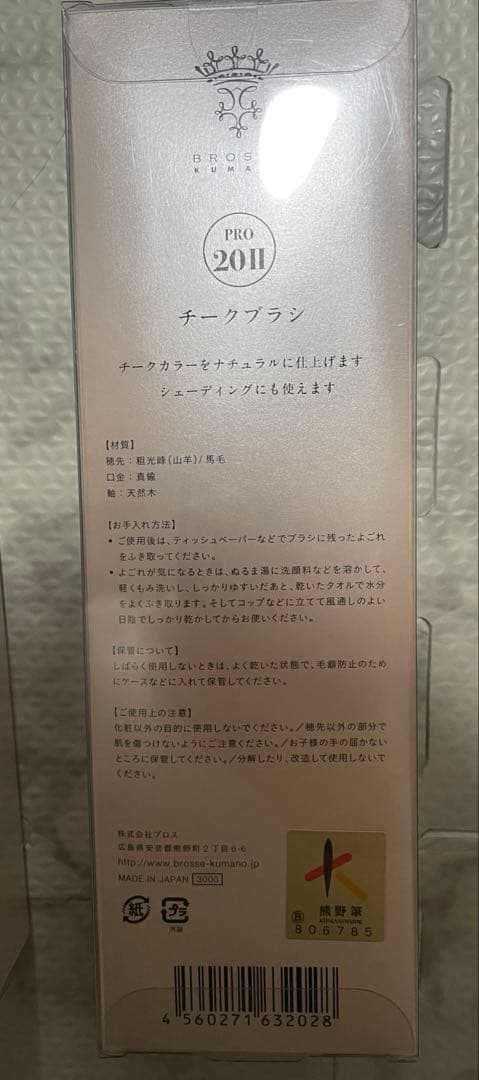 BROS
KUMA
PRO
20II
チークブラシ
チークカラーをナチュラルに仕上げます
シェーディングにも使えます
【材質】
穂先：粗光峰(山羊)/馬毛
口金：真鍮
軸：天然木
【お手入れ方法】
• ご使用後は、ティッシュペーパーなどでブラシに残ったよごれ
をふき取ってください。
• よごれが気になるときは、ぬるま湯に洗顔料などを溶かして、
軽くもみ洗いし、しっかりゆすいだあと、乾いたタオルで水分
をよくふき取ります。そしてコップなどに立てて風通しのよい
日陰でしっかり乾かしてからお使いください。
【保管について】
しばらく使用しないときは、よく乾いた状態で、毛癖防止のため
にケースなどに入れて保管してください。
【ご使用上の注意】
化粧以外の目的に使用しないでください。／穂先以外の部分で
肌を傷つけないようにご注意ください。／お子様の手の届かない
ところに保管してください。／分解したり、改造して使用しないで
ください。
株式会社ブロス
広島県安芸郡熊野町2丁目6-6
http://www.brosse-kumano.jp
MADE IN JAPAN 3000
紙
プラ
外袋
熊野筆
806785
4 560271 632028